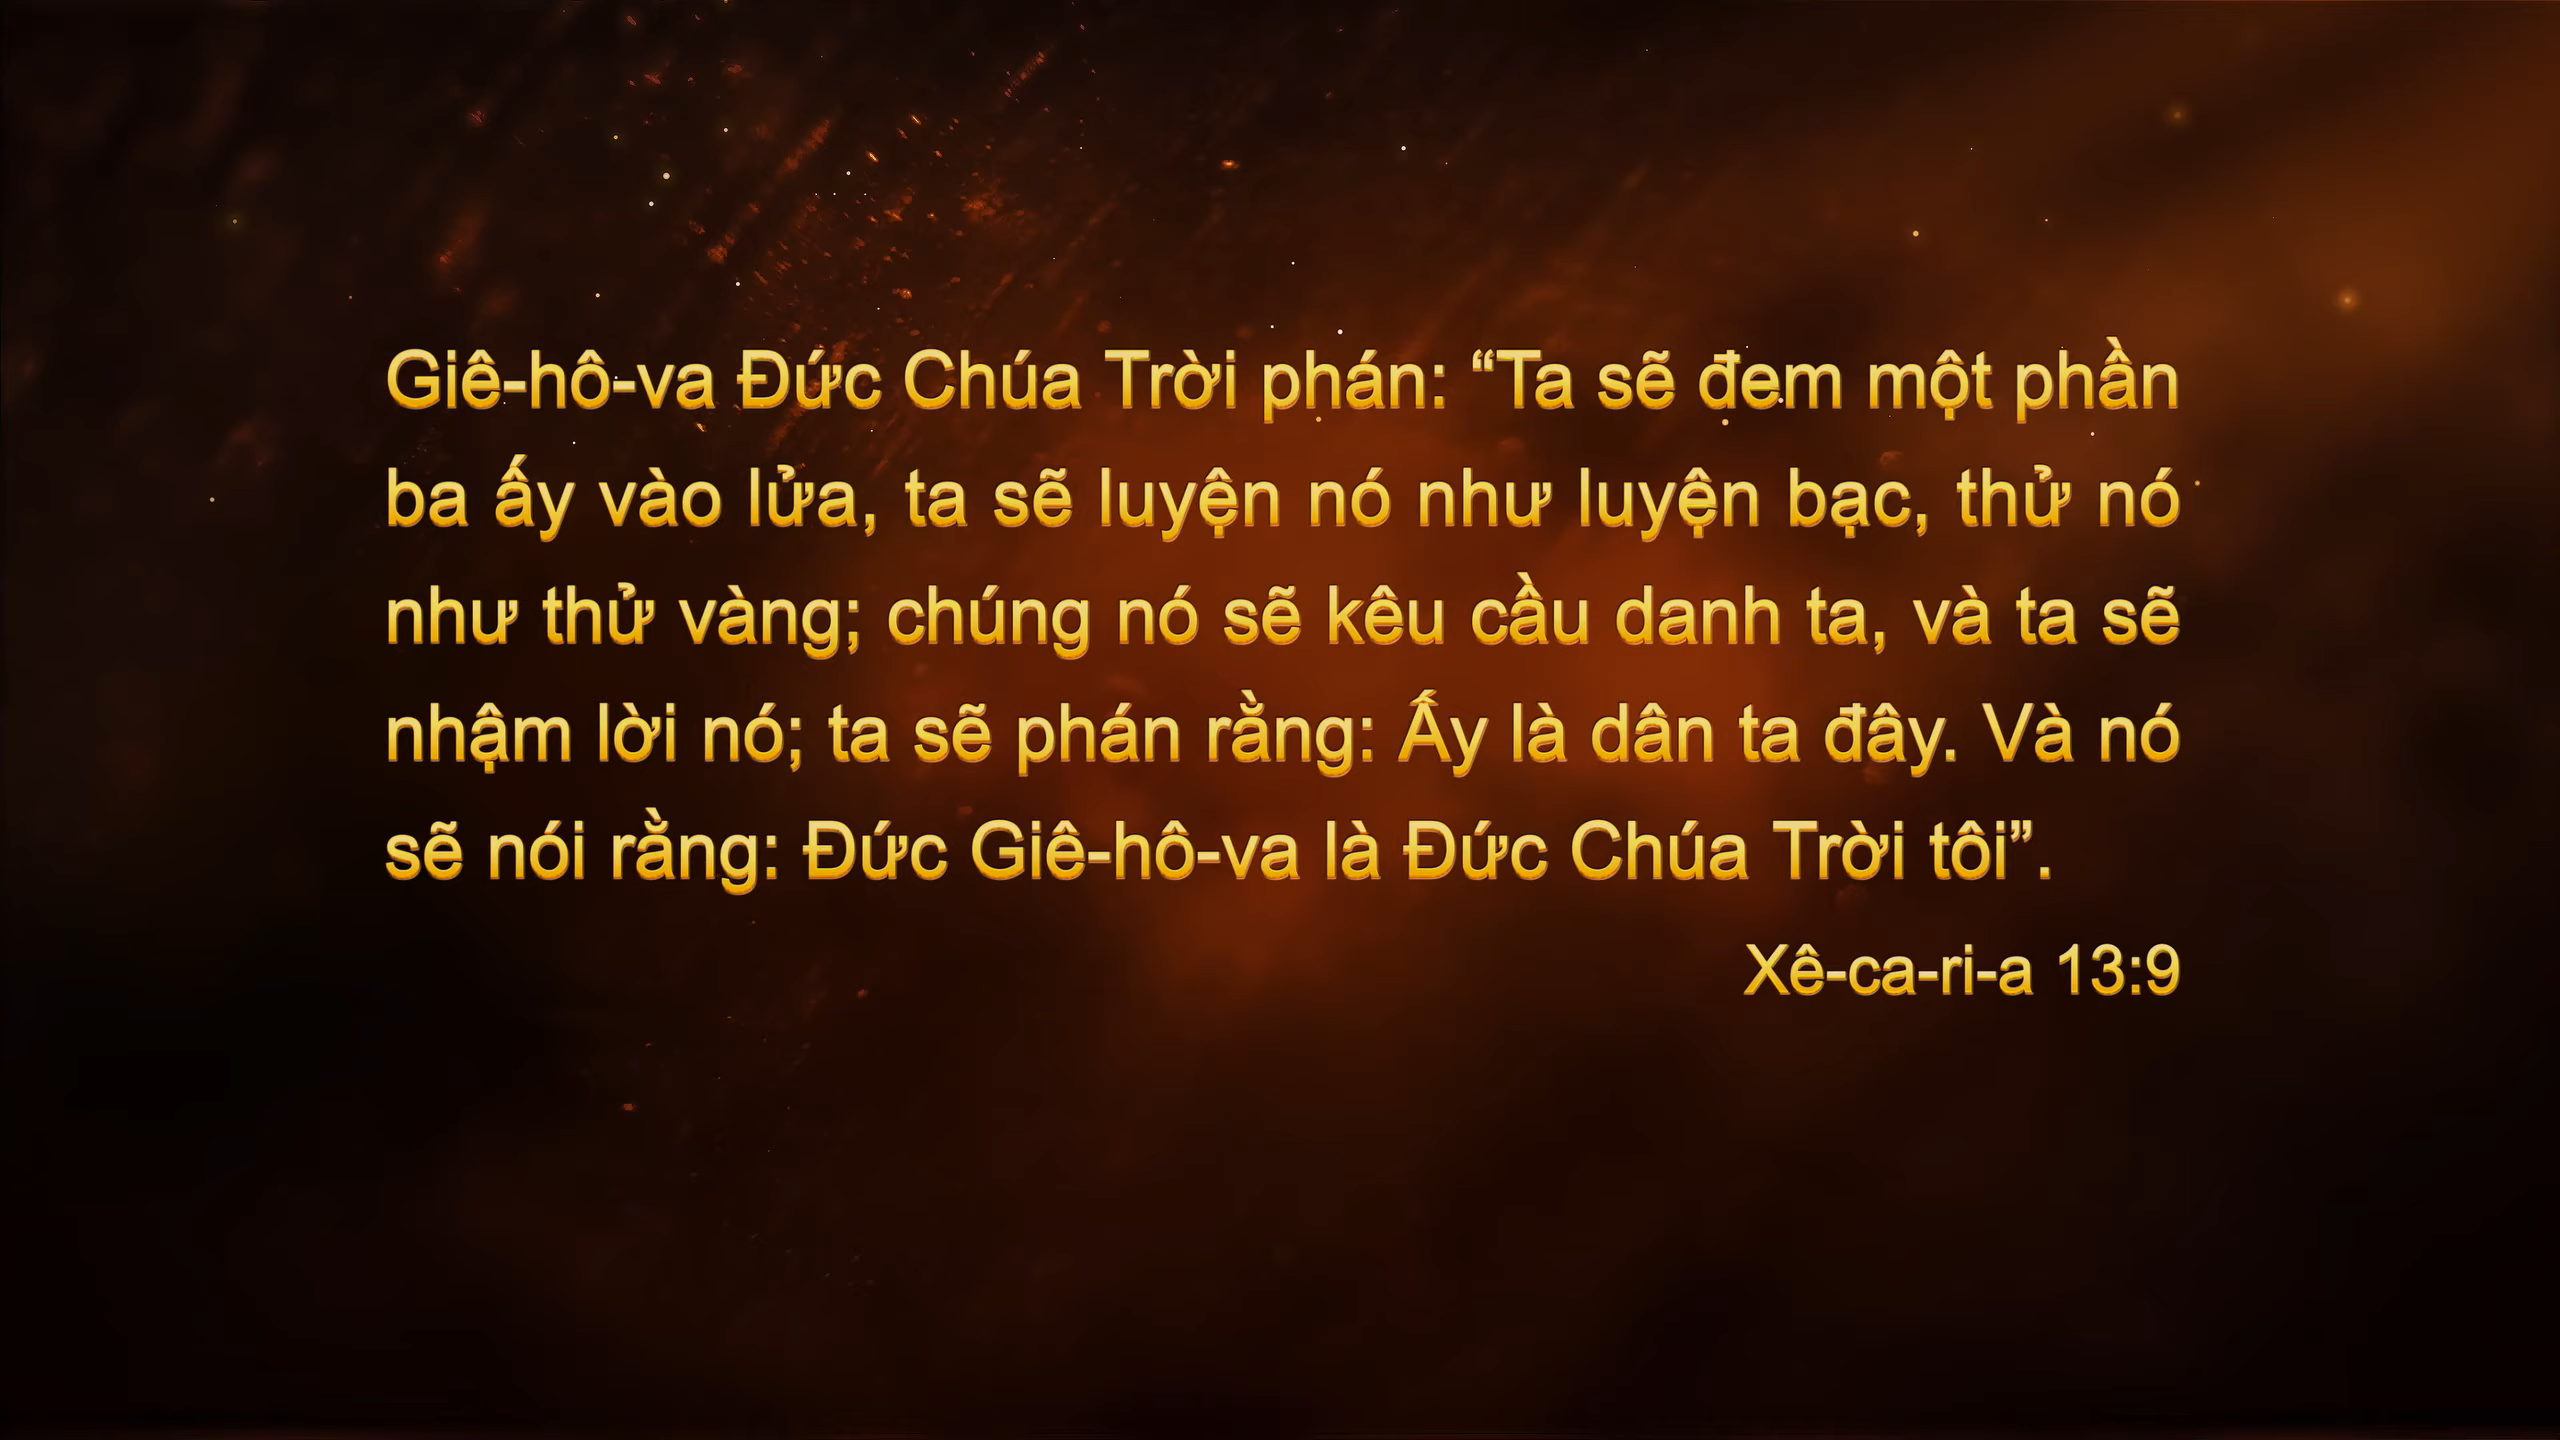 Giê-hô-va Đức Chúa Trời phán: “Ta sẽ đem một phần
ba ấy vào lửa, ta sẽ luyện nó như luyện bạc, thử nó
như thử vàng; chúng nó sẽ kêu cầu danh ta, và ta sẽ
nhậm lời nó; ta sẽ phán rằng: Ấy là dân ta đây. Và nó
sẽ nói rằng: Đức Giê-hô-va là Đức Chúa Trời tôi”.
Xê-ca-ri-a 13:9